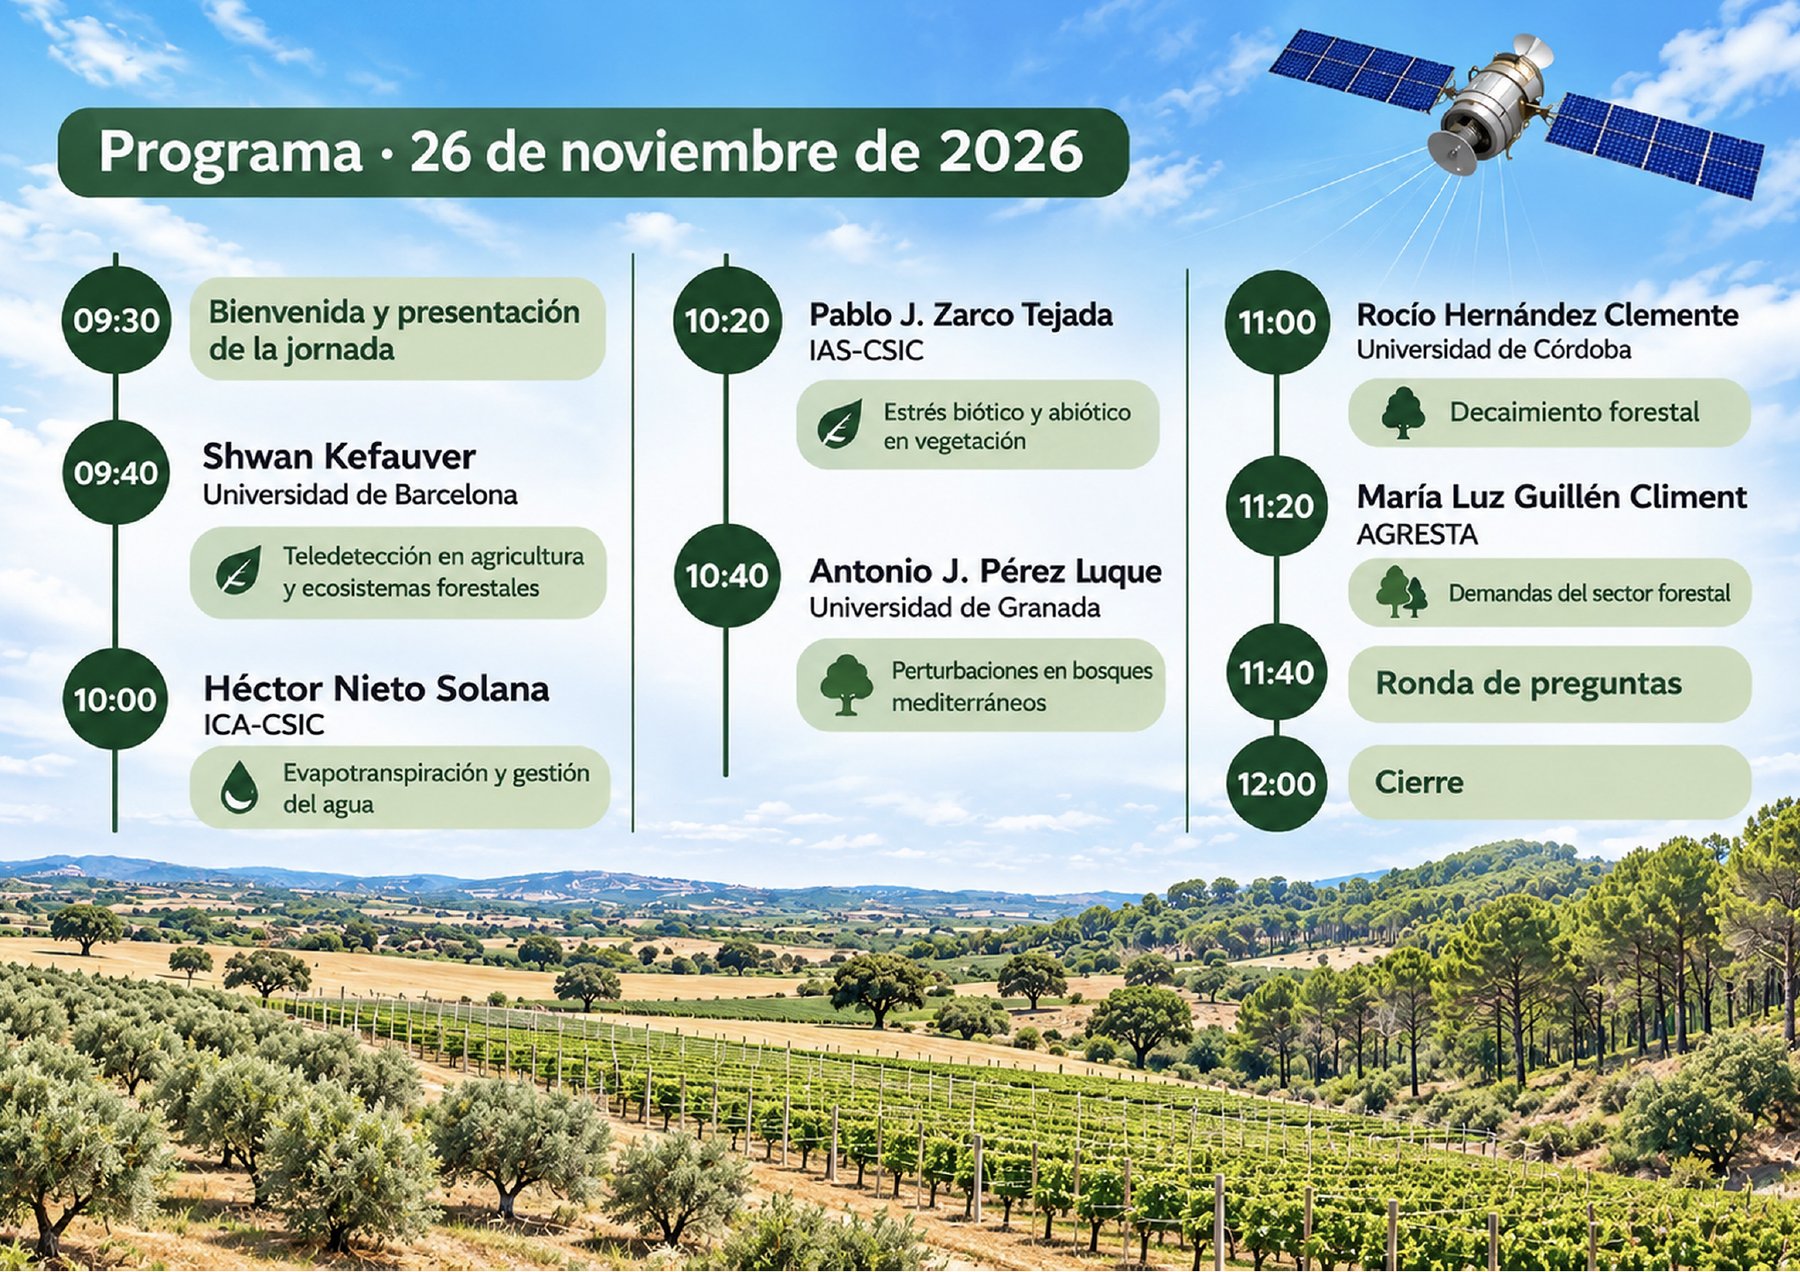 Programa · 26 de noviembre de 2026
09:30
Bienvenida y presentación
de la jornada
09:40
Shwan Kefauver
Universidad de Barcelona
Teledetección en agricultura
y ecosistemas forestales
10:00
Héctor Nieto Solana
ICA-CSIC
Evapotranspiración y gestión
del agua
10:20
Pablo J. Zarco Tejada
IAS-CSIC
Estrés biótico y abiótico
en vegetación
10:40
Antonio J. Pérez Luque
Universidad de Granada
Perturbaciones en bosques
mediterráneos
11:00
Rocío Hernández Clemente
Universidad de Córdoba
Decaimiento forestal
11:20
María Luz Guillén Climent
AGRESTA
Demandas del sector forestal
11:40
Ronda de preguntas
12:00
Cierre